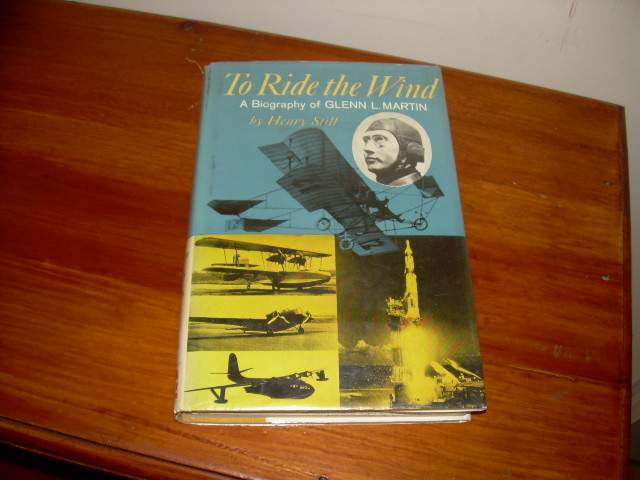 To Ride the Wind
A Biography of GLENN L. MARTIN
by Henry Still